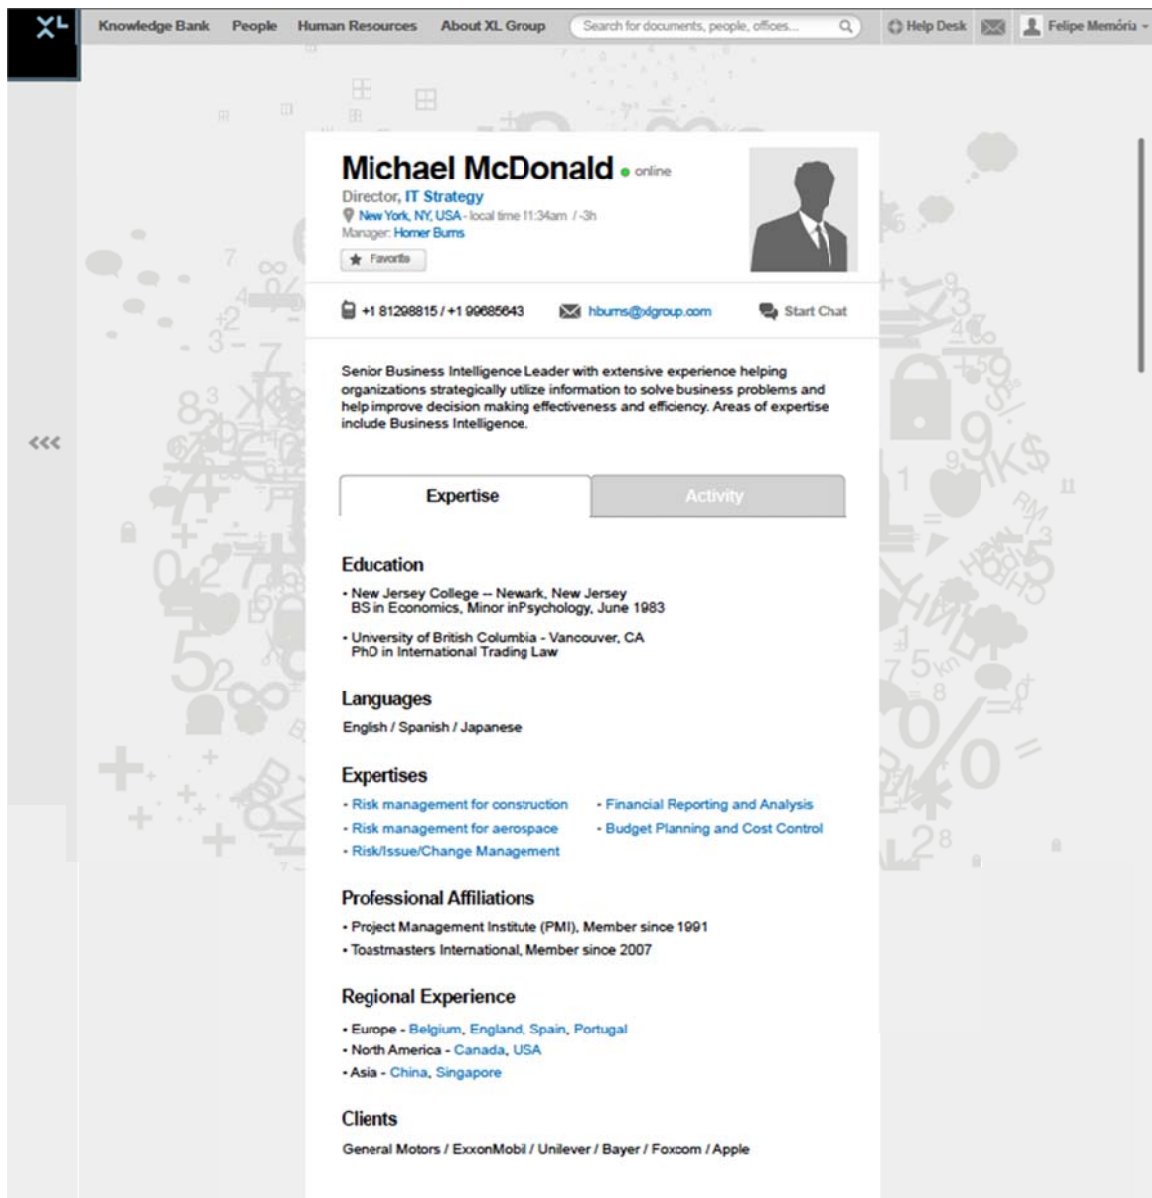 XL Knowledge Bank People Human Resources About XL Group Search for documents, people, offices... Help Desk Felipe Memória
Michael McDonald online
Director, IT Strategy
New York, NY, USA - local time 11:34am / -3h
Manager: Homer Burns
Favorite
+1 81298815 / +1 99685643 hburns@xlgroup.com Start Chat
Senior Business Intelligence Leader with extensive experience helping
organizations strategically utilize information to solve business problems and
help improve decision making effectiveness and efficiency. Areas of expertise
include Business Intelligence.
Expertise Activity
Education
• New Jersey College -- Newark, New Jersey
BS in Economics, Minor in Psychology, June 1983
• University of British Columbia - Vancouver, CA
PhD in International Trading Law
Languages
English / Spanish / Japanese
Expertises
• Risk management for construction • Financial Reporting and Analysis
• Risk management for aerospace • Budget Planning and Cost Control
• Risk/Issue/Change Management
Professional Affiliations
• Project Management Institute (PMI), Member since 1991
• Toastmasters International, Member since 2007
Regional Experience
• Europe - Belgium, England, Spain, Portugal
• North America - Canada, USA
• Asia - China, Singapore
Clients
General Motors / ExxonMobil / Unilever / Bayer / Foxcom / Apple